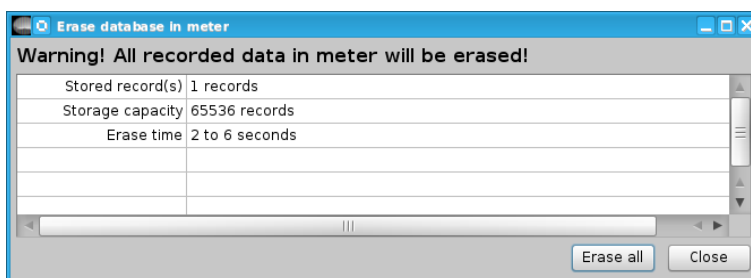 Erase database in meter
Warning! All recorded data in meter will be erased!
Stored record(s) 1 records
Storage capacity 65536 records
Erase time 2 to 6 seconds
Erase all Close